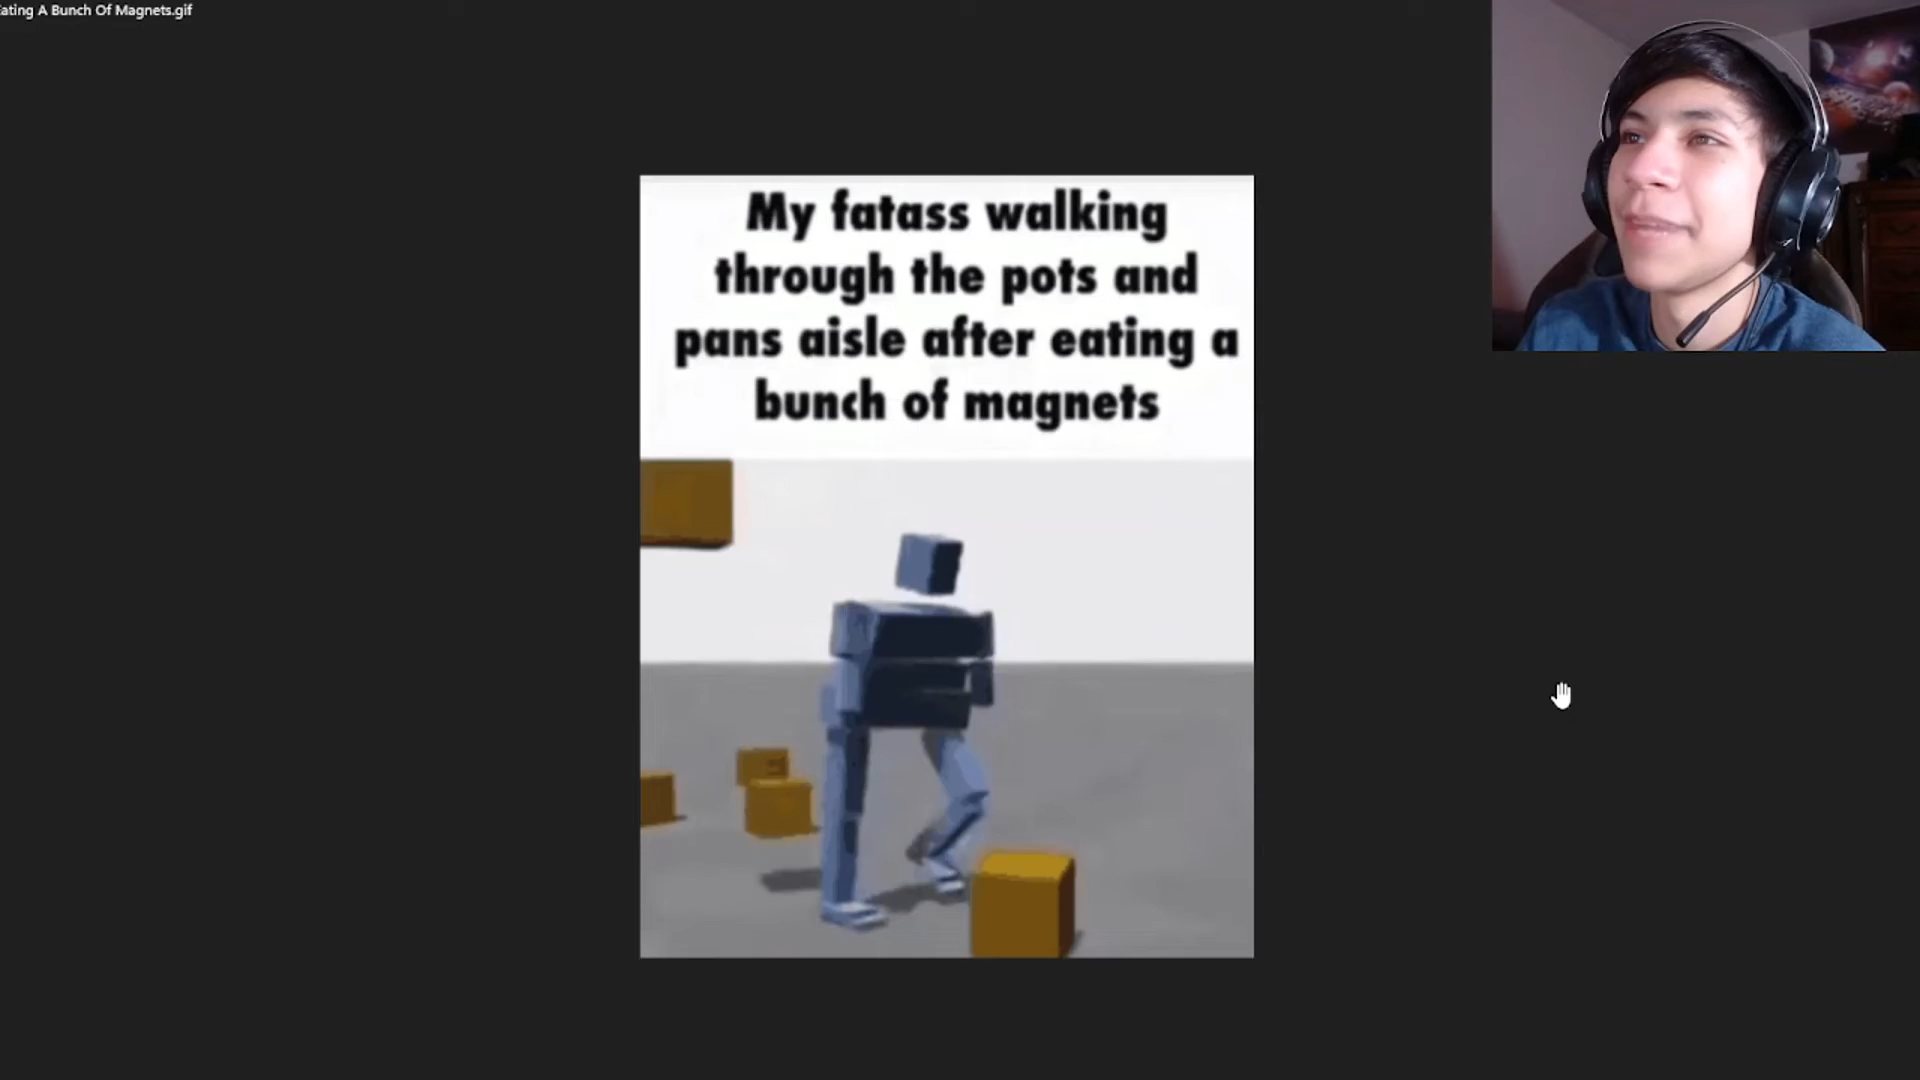 ating A Bunch Of Magnets.gif
My fatass walking
through the pots and
pans aisle after eating a
bunch of magnets